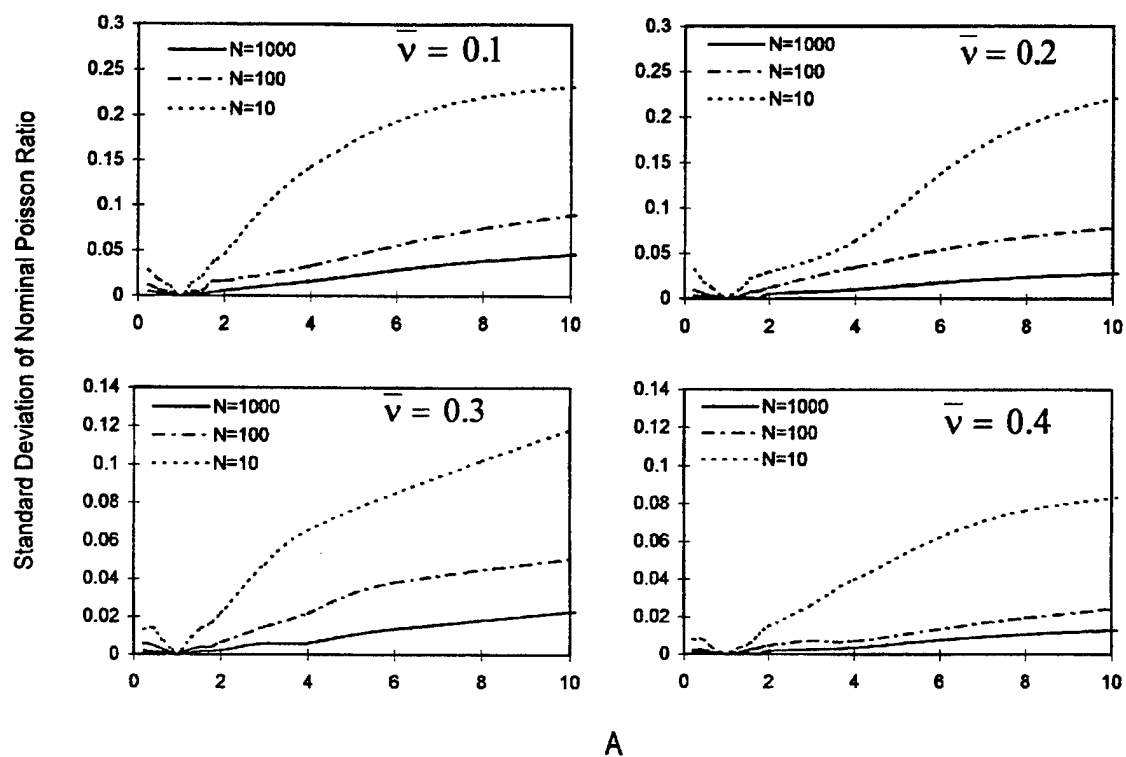 Standard Deviation of Nominal Poisson Ratio
0.3
0.25
0.2
0.15
0.1
0.05
0
N=1000
N=100
N=10
ν̄ = 0.1
0 2 4 6 8 10
0.3
0.25
0.2
0.15
0.1
0.05
0
N=1000
N=100
N=10
ν̄ = 0.2
0 2 4 6 8 10
0.14
0.12
0.1
0.08
0.06
0.04
0.02
0
N=1000
N=100
N=10
ν̄ = 0.3
0 2 4 6 8 10
0.14
0.12
0.1
0.08
0.06
0.04
0.02
0
N=1000
N=100
N=10
ν̄ = 0.4
0 2 4 6 8 10
A